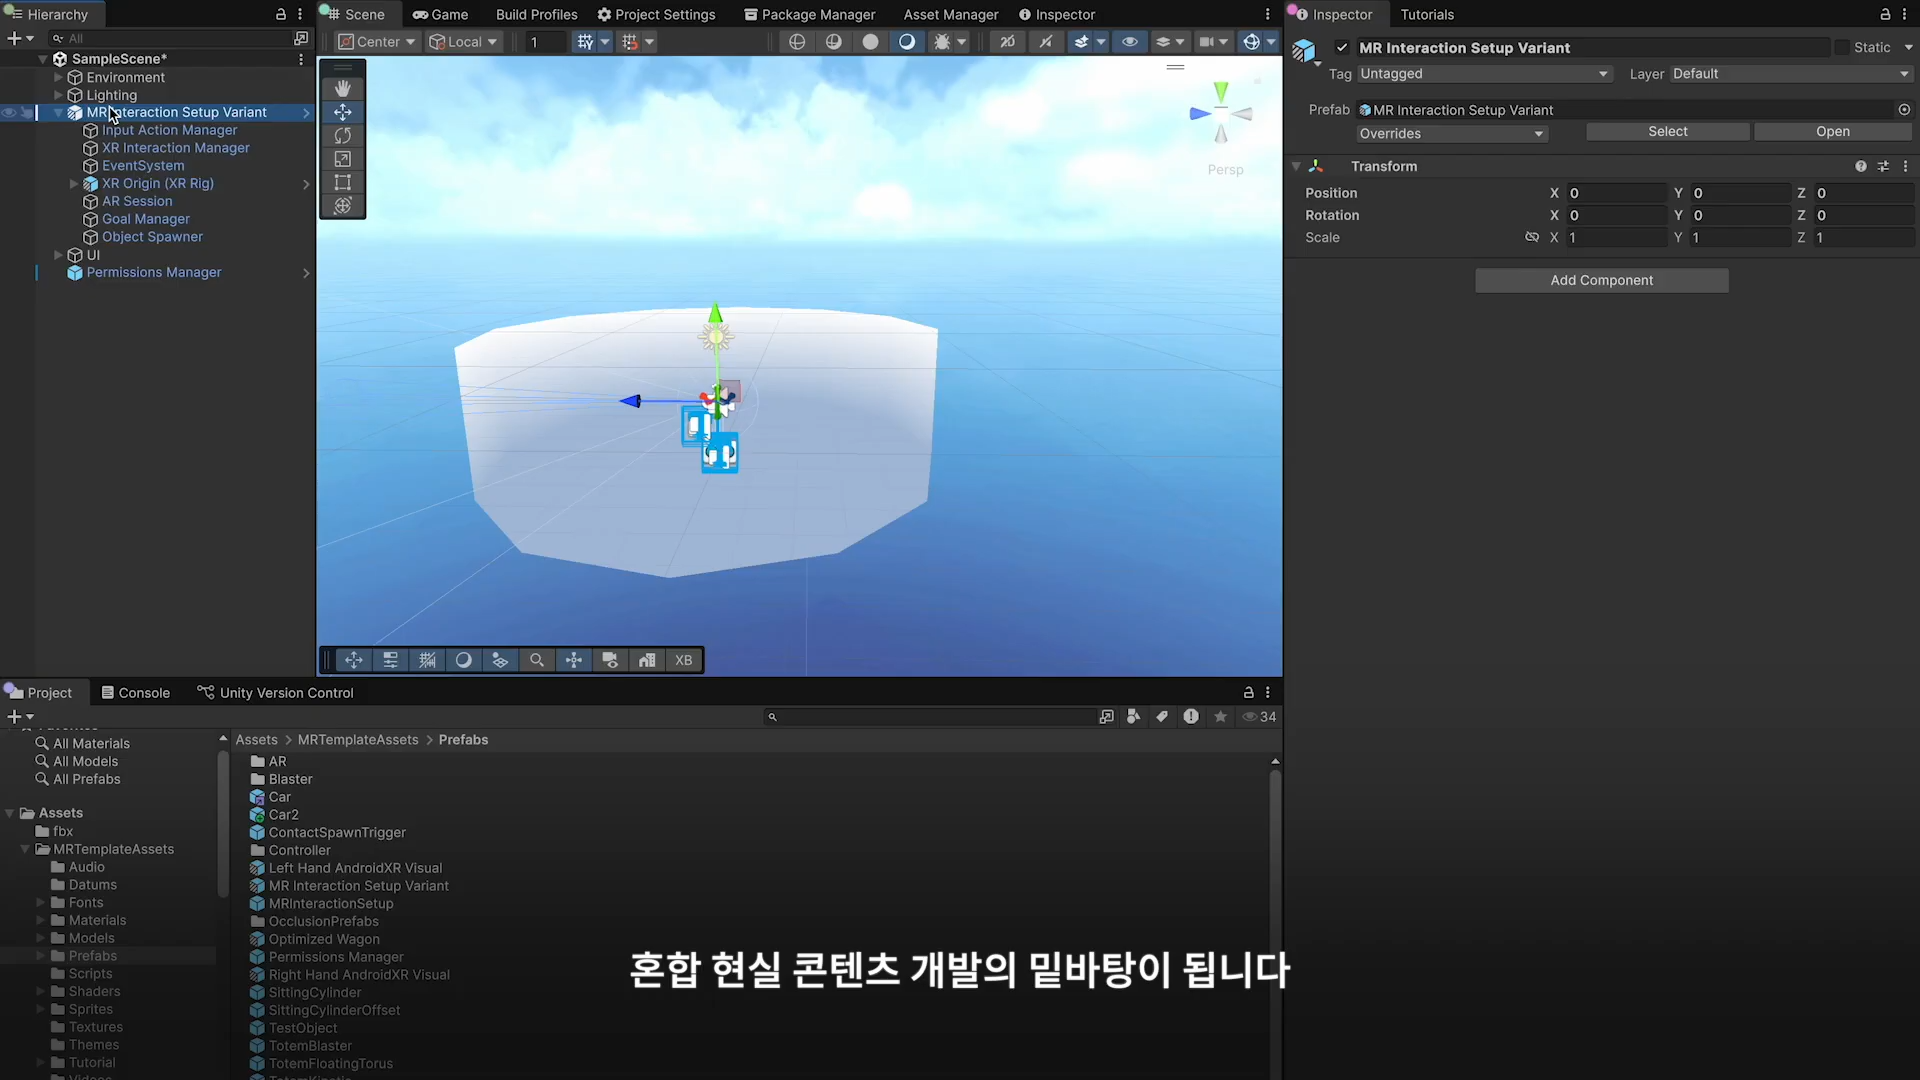 Hierarchy
All
SampleScene*
Environment
Lighting
MR Interaction Setup Variant
Input Action Manager
XR Interaction Manager
EventSystem
XR Origin (XR Rig)
AR Session
Goal Manager
Object Spawner
UI
Permissions Manager
Scene
Game
Build Profiles
Project Settings
Package Manager
Asset Manager
Inspector
Center
Local
1
2D
Persp
XB
Inspector
Tutorials
MR Interaction Setup Variant
Static
Tag
Untagged
Layer
Default
Prefab
MR Interaction Setup Variant
Overrides
Select
Open
Transform
Position X 0 Y 0 Z 0
Rotation X 0 Y 0 Z 0
Scale X 1 Y 1 Z 1
Add Component
Project
Console
Unity Version Control
34
All Materials
All Models
All Prefabs
Assets
fbx
MRTemplateAssets
Audio
Datums
Fonts
Materials
Models
Prefabs
Scripts
Shaders
Sprites
Textures
Themes
Tutorial
Assets > MRTemplateAssets > Prefabs
AR
Blaster
Car
Car2
ContactSpawnTrigger
Controller
Left Hand AndroidXR Visual
MR Interaction Setup Variant
MRInteractionSetup
OcclusionPrefabs
Optimized Wagon
Permissions Manager
Right Hand AndroidXR Visual
SittingCylinder
SittingCylinderOffset
TestObject
TotemBlaster
TotemFloatingTorus
혼합 현실 콘텐츠 개발의 밑바탕이 됩니다